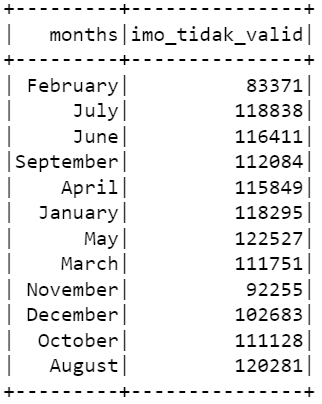 +---------+---------------+
|   months|imo_tidak_valid|
+---------+---------------+
| February|          83371|
|     July|         118838|
|     June|         116411|
|September|         112084|
|    April|         115849|
|  January|         118295|
|      May|         122527|
|    March|         111751|
| November|          92255|
| December|         102683|
|  October|         111128|
|   August|         120281|
+---------+---------------+